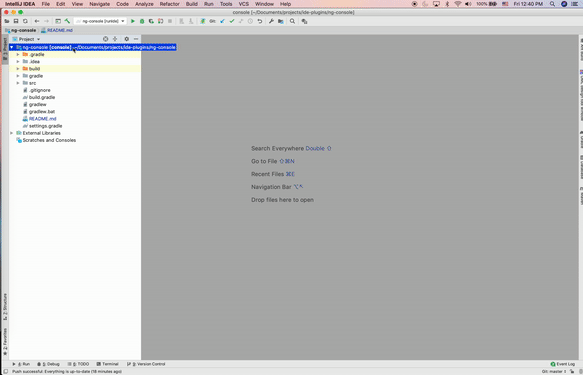 IntelliJ IDEA File Edit View Navigate Code Analyze Refactor Build Run Tools VCS Window Help 100% Fri 12:40 PM
console [~/Documents/projects/ide-plugins/ng-console]
Git:
ng-console README.md
Project
ng-console [console] ~/Documents/projects/ide-plugins/ng-console
.gradle
.idea
build
gradle
src
.gitignore
build.gradle
gradlew
gradlew.bat
README.md
settings.gradle
External Libraries
Scratches and Consoles
Search Everywhere Double ⇧
Go to File ⇧⌘N
Recent Files ⌘E
Navigation Bar
Drop files here to open
1: Project
Z: Structure
2: Favorites
4: Run 5: Debug 6: TODO Terminal 9: Version Control Event Log
Push successful: Everything is up-to-date (18 minutes ago) Git: master